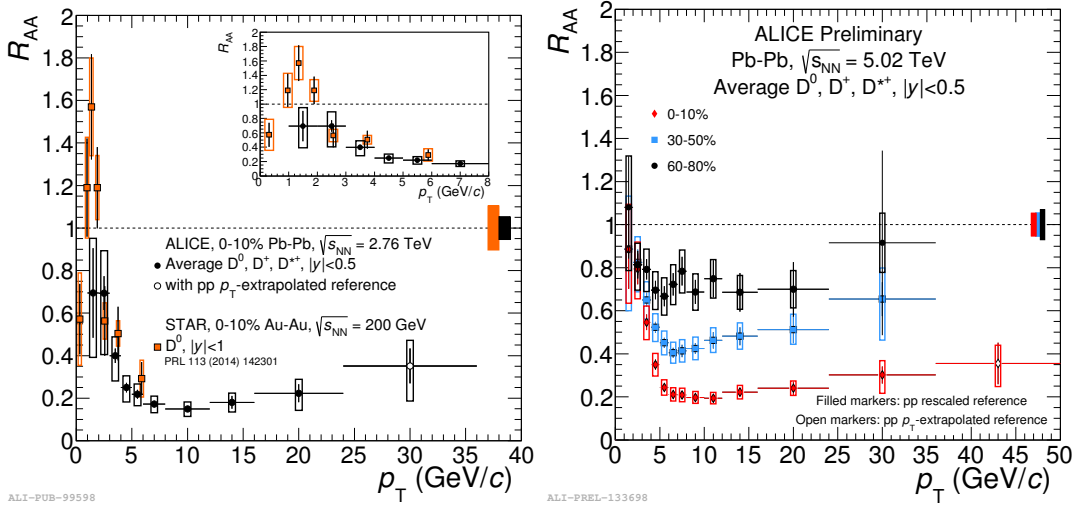 R_AA
2
1.8
1.6
1.4
1.2
1
0.8
0.6
0.4
0.2
0
0 5 10 15 20 25 30 35 40
p_T (GeV/c)
R_AA
2
1.8
1.6
1.4
1.2
1
0.8
0.6
0.4
0.2
0
0 1 2 3 4 5 6 7 8
p_T (GeV/c)
ALICE, 0-10% Pb-Pb, √s_NN = 2.76 TeV
Average D⁰, D⁺, D*⁺, |y|<0.5
with pp p_T-extrapolated reference
STAR, 0-10% Au-Au, √s_NN = 200 GeV
D⁰, |y|<1
PRL 113 (2014) 142301
ALI-PUB-99598
R_AA
2
1.8
1.6
1.4
1.2
1
0.8
0.6
0.4
0.2
0
0 5 10 15 20 25 30 35 40 45 50
p_T (GeV/c)
ALICE Preliminary
Pb-Pb, √s_NN = 5.02 TeV
Average D⁰, D⁺, D*⁺, |y|<0.5
0-10%
30-50%
60-80%
Filled markers: pp rescaled reference
Open markers: pp p_T-extrapolated reference
ALI-PREL-133698